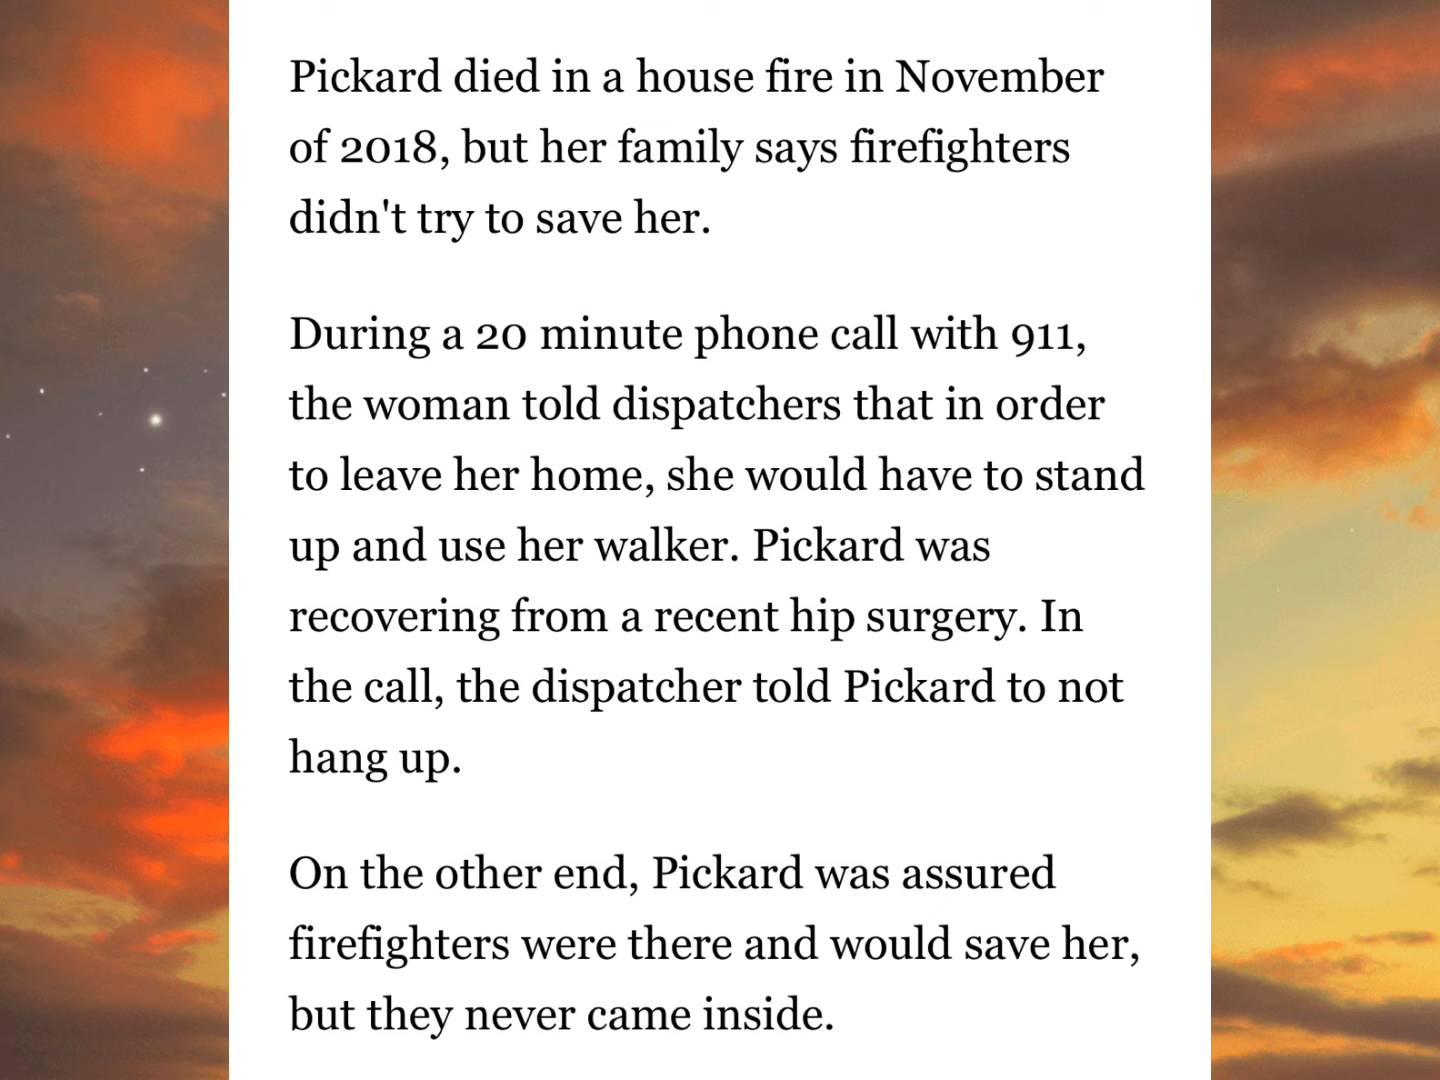 Pickard died in a house fire in November
of 2018, but her family says firefighters
didn't try to save her.
During a 20 minute phone call with 911,
the woman told dispatchers that in order
to leave her home, she would have to stand
up and use her walker. Pickard was
recovering from a recent hip surgery. In
the call, the dispatcher told Pickard to not
hang up.
On the other end, Pickard was assured
firefighters were there and would save her,
but they never came inside.